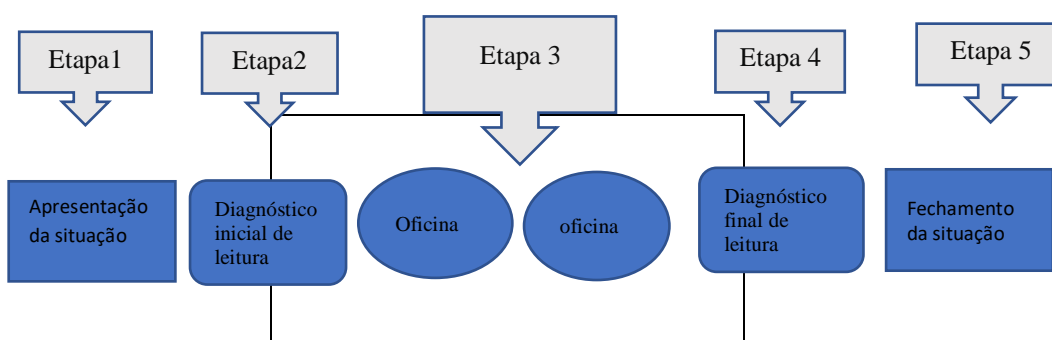 Etapa1
Etapa2
Etapa 3
Etapa 4
Etapa 5
Apresentação
da situação
Diagnóstico
inicial de
leitura
Oficina
oficina
Diagnóstico
final de
leitura
Fechamento
da situação